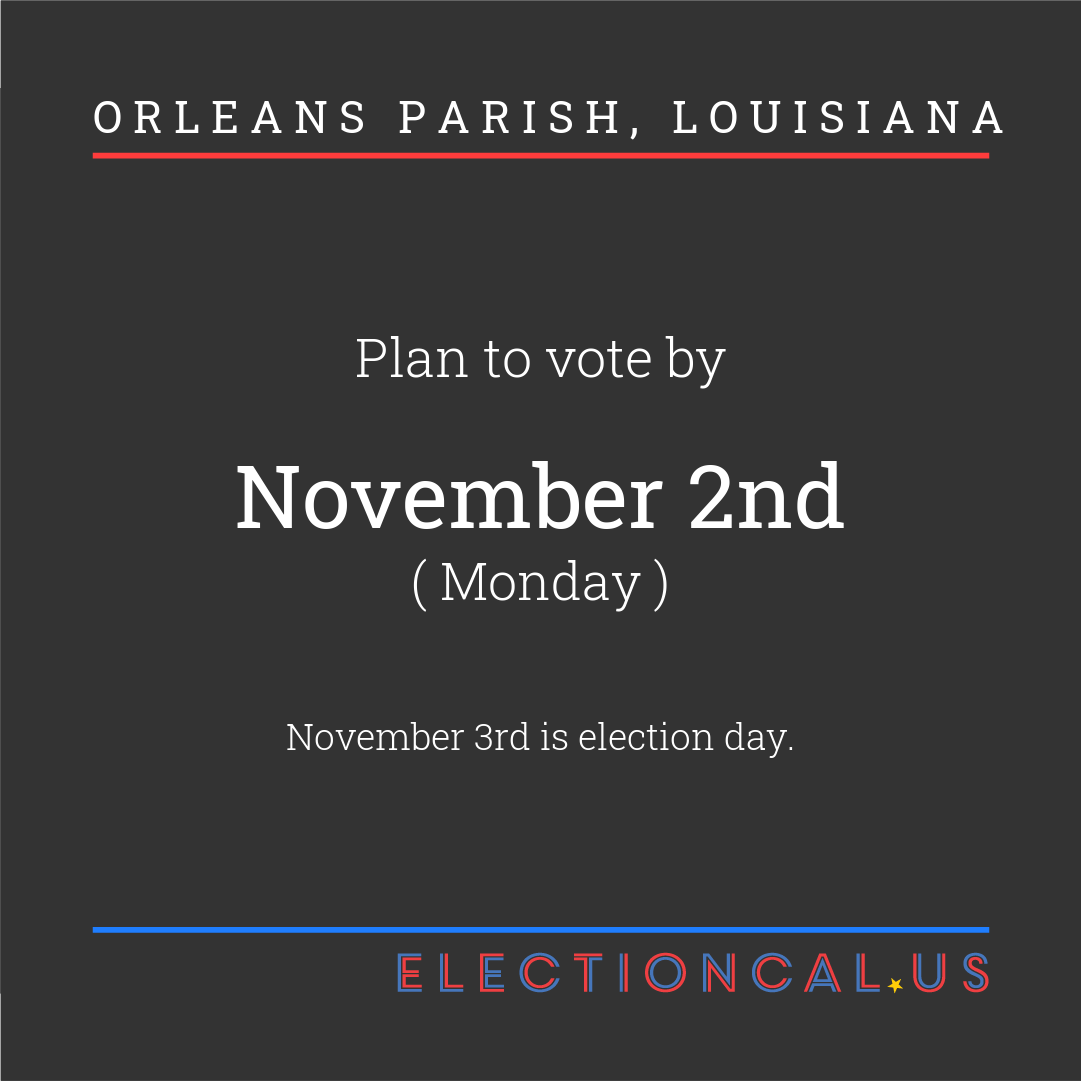 ORLEANS PARISH, LOUISIANA
Plan to vote by
November 2nd
( Monday )
November 3rd is election day.
ELECTIONCAL.US